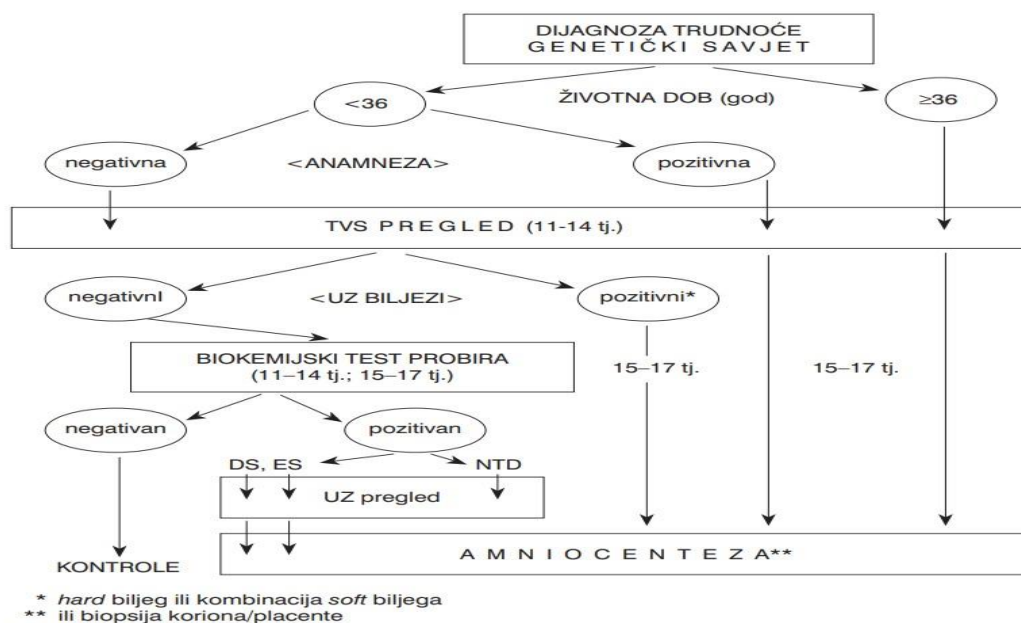 DIJAGNOZA TRUDNOĆE
GENETIČKI SAVJET
<36
ŽIVOTNA DOB (god)
≥36
negativna
<ANAMNEZA>
pozitivna
TVS PREGLED (11-14 tj.)
negativnI
<UZ BILJEZI>
pozitivni*
BIOKEMIJSKI TEST PROBIRA
(11–14 tj.; 15–17 tj.)
15–17 tj.
15–17 tj.
negativan
pozitivan
DS, ES
NTD
UZ pregled
KONTROLE
AMNIOCENTEZA**
* hard biljeg ili kombinacija soft biljega
** ili biopsija koriona/placente